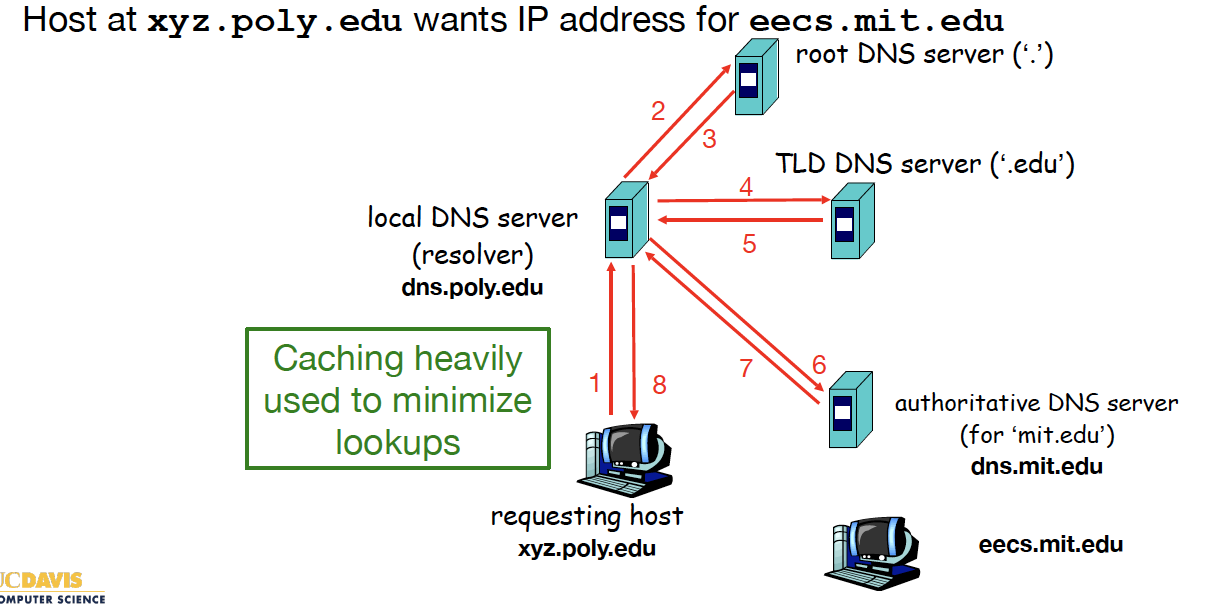 Host at xyz.poly.edu wants IP address for eecs.mit.edu
root DNS server (‘.’)
2
3
TLD DNS server (‘.edu’)
4
local DNS server
(resolver)
dns.poly.edu
5
Caching heavily
used to minimize
lookups
1
8
7
6
authoritative DNS server
(for ‘mit.edu’)
dns.mit.edu
requesting host
xyz.poly.edu
eecs.mit.edu
UCDAVIS
COMPUTER SCIENCE